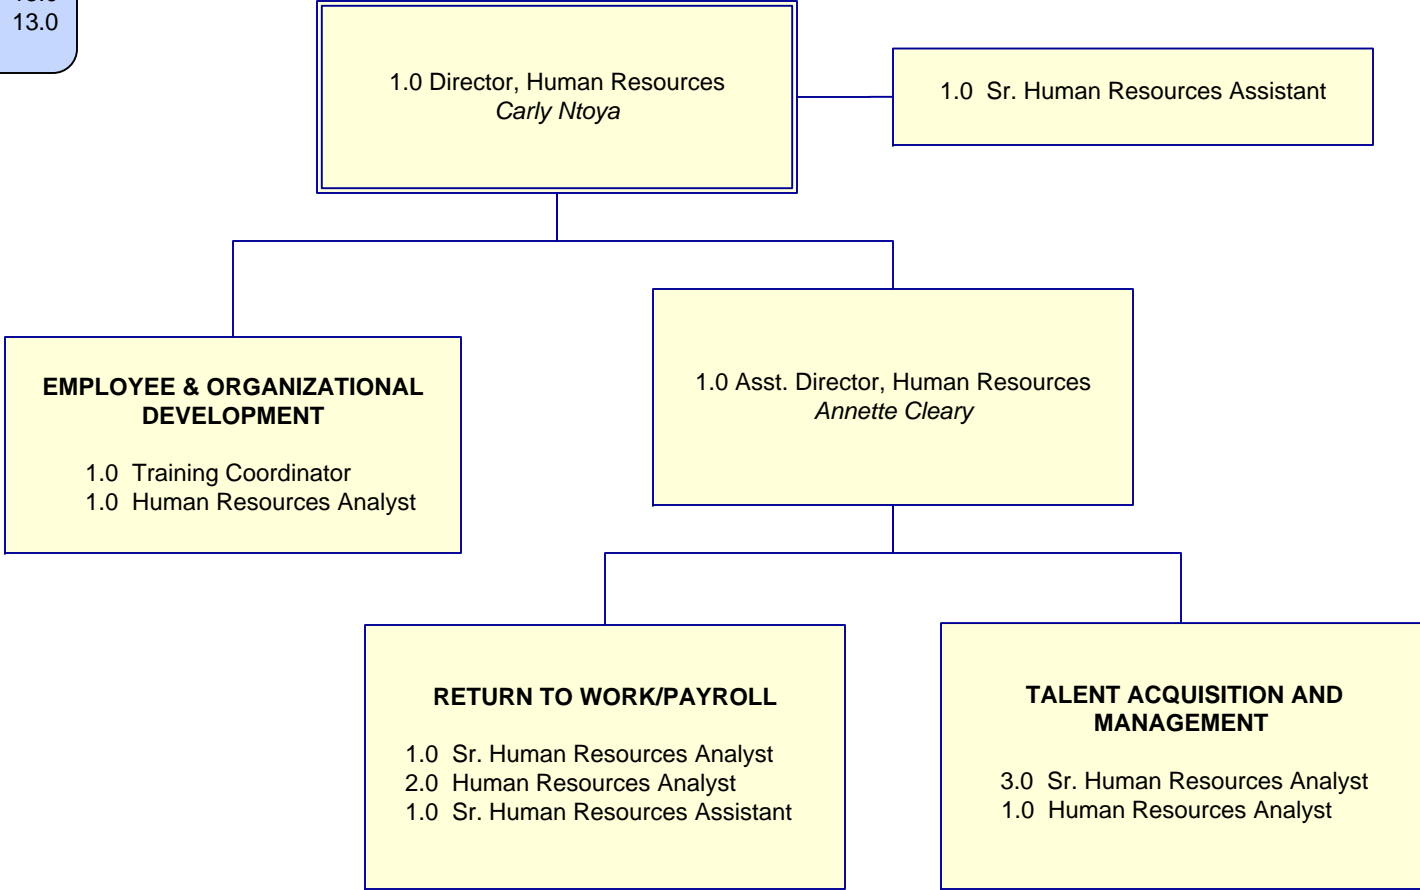 13.0
1.0 Director, Human Resources
Carly Ntoya
1.0 Sr. Human Resources Assistant
EMPLOYEE & ORGANIZATIONAL
DEVELOPMENT
1.0 Training Coordinator
1.0 Human Resources Analyst
1.0 Asst. Director, Human Resources
Annette Cleary
RETURN TO WORK/PAYROLL
1.0 Sr. Human Resources Analyst
2.0 Human Resources Analyst
1.0 Sr. Human Resources Assistant
TALENT ACQUISITION AND
MANAGEMENT
3.0 Sr. Human Resources Analyst
1.0 Human Resources Analyst